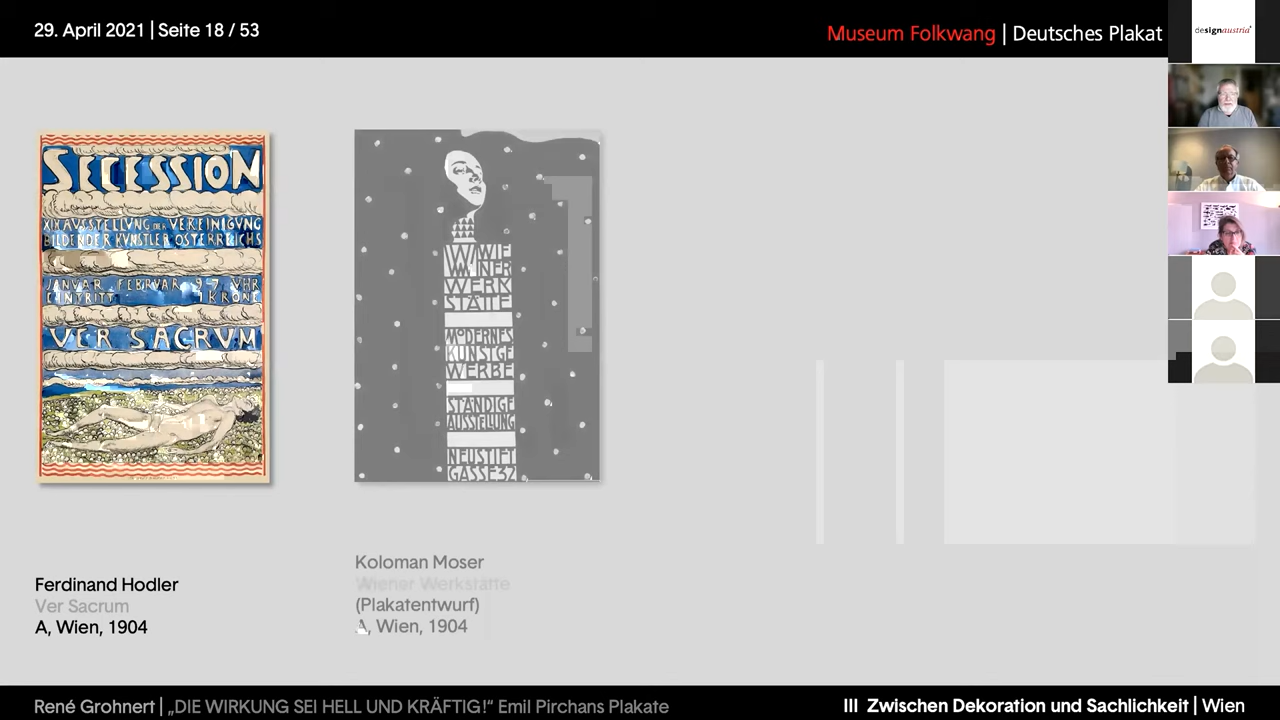 29. April 2021 | Seite 18 / 53
Museum Folkwang | Deutsches Plakat
designaustria
SECESSION
XIX AUSSTELLUNG DER VEREINIGUNG
BILDENDER KÜNSTLER ÖSTERREICHS
JANUAR. FEBRUAR. 9-7. UHR
EINTRITT 1 KRONE
VER SACRUM
WIE
NER
WERK
STÄTTE
MODERNES
KUNSTGE
WERBE
STÄNDIGE
AUSSTELLUNG
NEUSTIFT
GASSE 32
Ferdinand Hodler
Ver Sacrum
A, Wien, 1904
Koloman Moser
Wiener Werkstätte
(Plakatentwurf)
A, Wien, 1904
René Grohnert | „DIE WIRKUNG SEI HELL UND KRÄFTIG!“ Emil Pirchans Plakate
III Zwischen Dekoration und Sachlichkeit | Wien